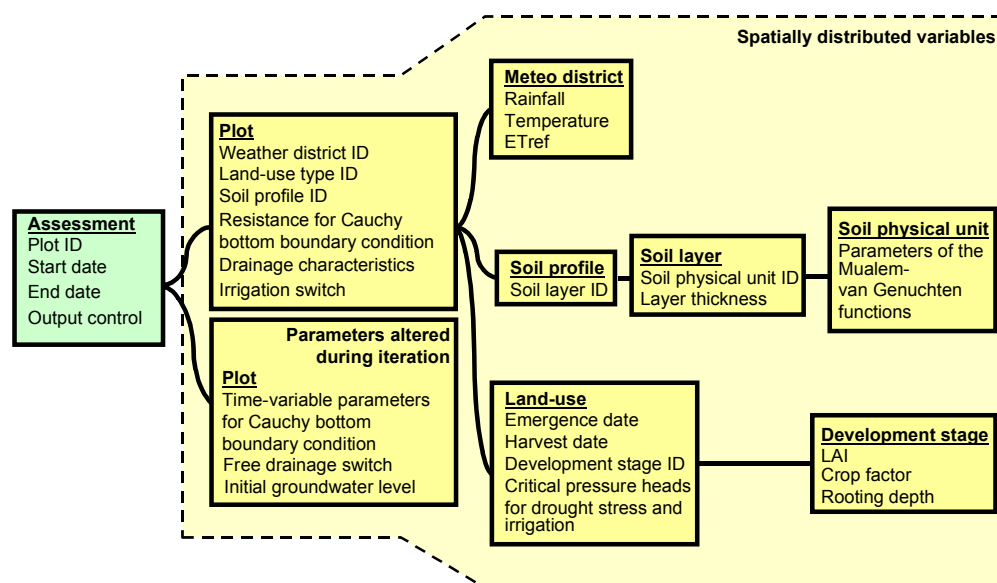 Spatially distributed variables
Assessment
Plot ID
Start date
End date
Output control
Plot
Weather district ID
Land-use type ID
Soil profile ID
Resistance for Cauchy
bottom boundary condition
Drainage characteristics
Irrigation switch
Parameters altered
during iteration
Plot
Time-variable parameters
for Cauchy bottom
boundary condition
Free drainage switch
Initial groundwater level
Meteo district
Rainfall
Temperature
ETref
Soil profile
Soil layer ID
Soil layer
Soil physical unit ID
Layer thickness
Soil physical unit
Parameters of the
Mualem-
van Genuchten
functions
Land-use
Emergence date
Harvest date
Development stage ID
Critical pressure heads
for drought stress and
irrigation
Development stage
LAI
Crop factor
Rooting depth